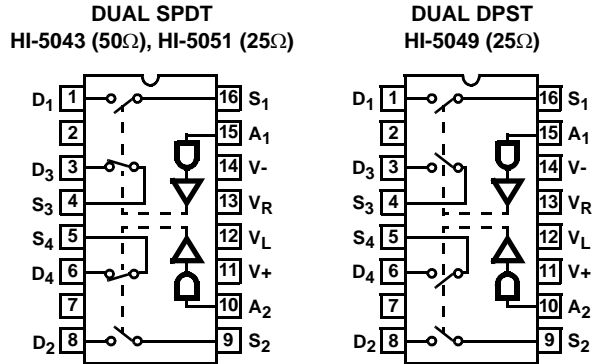 DUAL SPDT
HI-5043 (50Ω), HI-5051 (25Ω)
D1 1 16 S1
2 15 A1
D3 3 14 V-
S3 4 13 VR
S4 5 12 VL
D4 6 11 V+
7 10 A2
D2 8 9 S2
DUAL DPST
HI-5049 (25Ω)
D1 1 16 S1
2 15 A1
D3 3 14 V-
S3 4 13 VR
S4 5 12 VL
D4 6 11 V+
7 10 A2
D2 8 9 S2